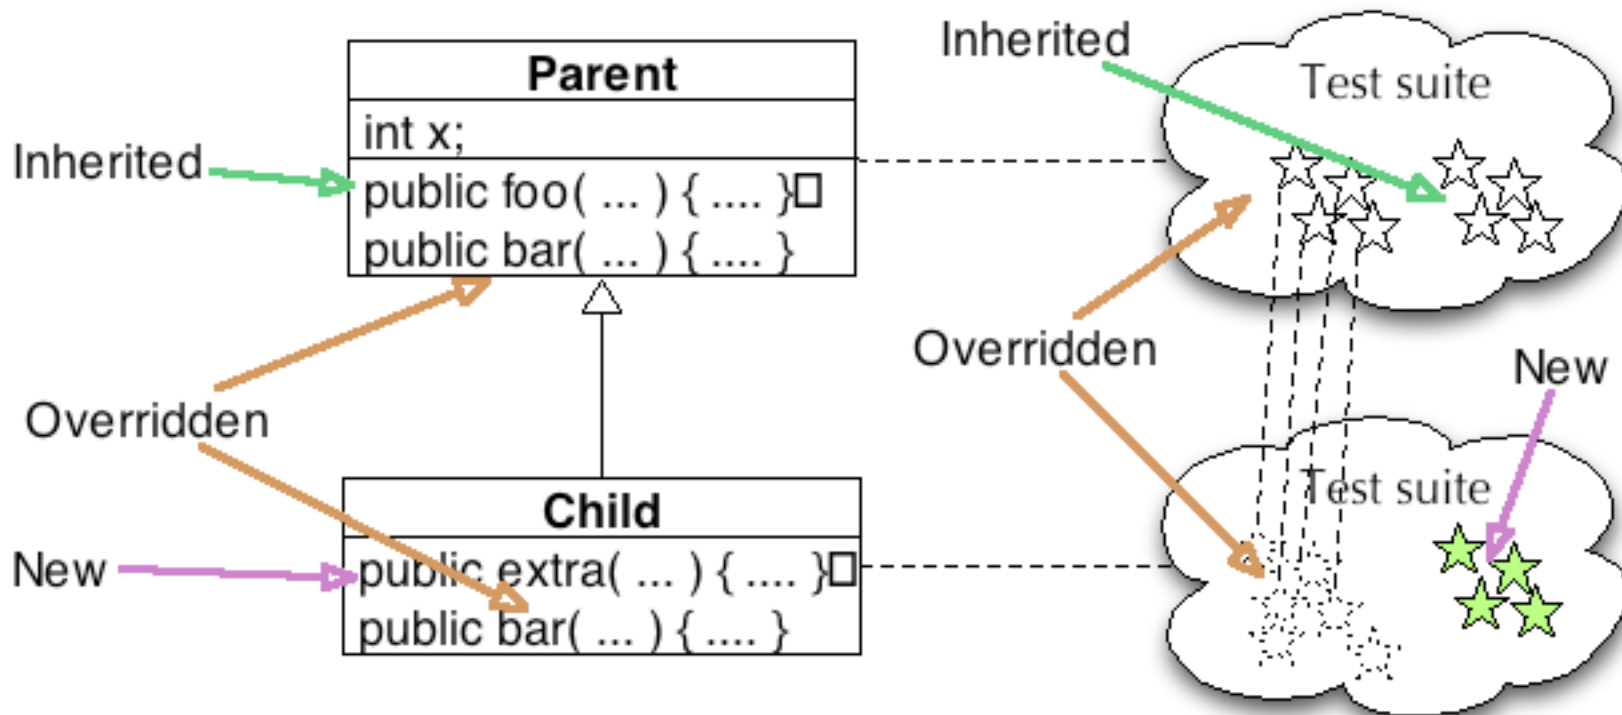 Inherited
Parent
Test suite
int x;
Inherited
public foo( ... ) { .... }
public bar( ... ) { .... }
Overridden
New
Overridden
Child
Test suite
New
public extra( ... ) { .... }
public bar( ... ) { .... }